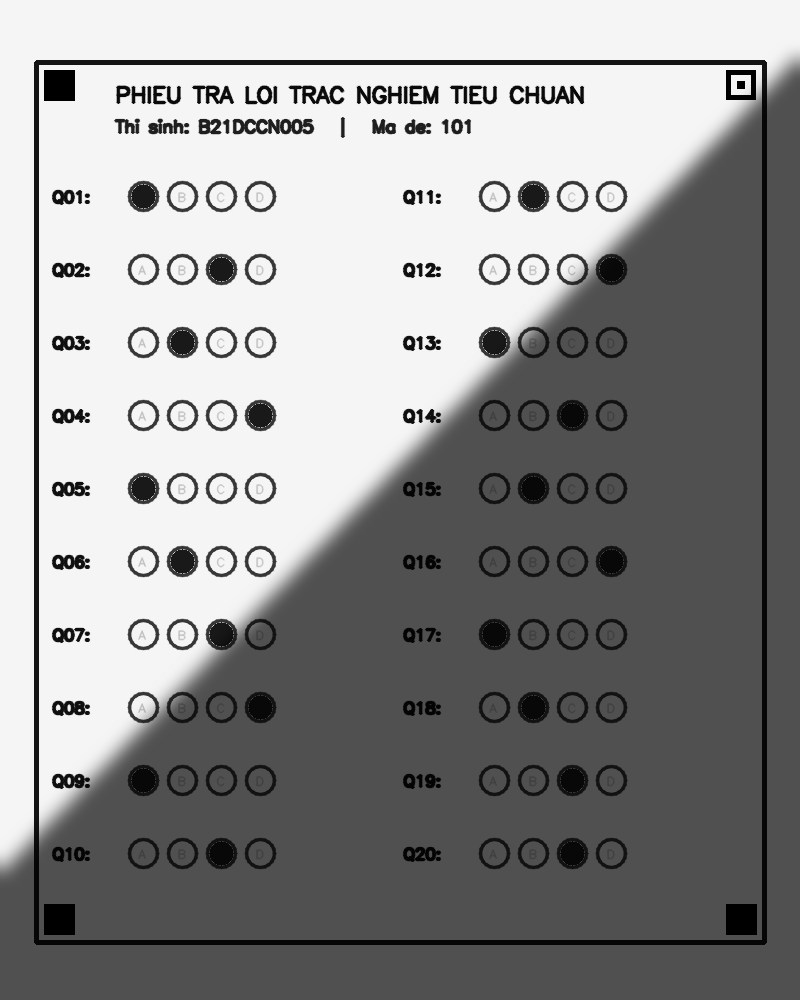 PHIEU TRA LOI TRAC NGHIEM TIEU CHUAN
Thi sinh: B21DCCN005 | Ma de: 101
Q01: A B C D
Q02: A B C D
Q03: A B C D
Q04: A B C D
Q05: A B C D
Q06: A B C D
Q07: A B C D
Q08: A B C D
Q09: A B C D
Q10: A B C D
Q11: A B C D
Q12: A B C D
Q13: A B C D
Q14: A B C D
Q15: A B C D
Q16: A B C D
Q17: A B C D
Q18: A B C D
Q19: A B C D
Q20: A B C D